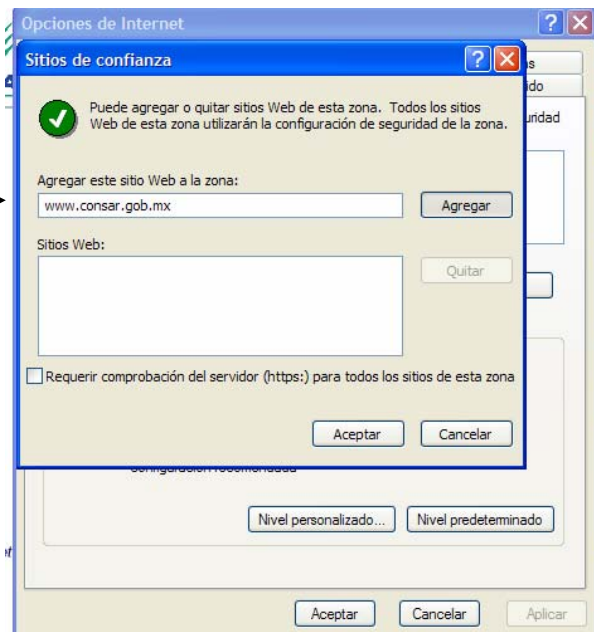 Opciones de Internet
Sitios de confianza
as
ido
uridad
Puede agregar o quitar sitios Web de esta zona. Todos los sitios
Web de esta zona utilizarán la configuración de seguridad de la zona.
Agregar este sitio Web a la zona:
www.consar.gob.mx
Agregar
Sitios Web:
Quitar
Requerir comprobación del servidor (https:) para todos los sitios de esta zona
Aceptar
Cancelar
Nivel personalizado...
Nivel predeterminado
Aceptar
Cancelar
Aplicar